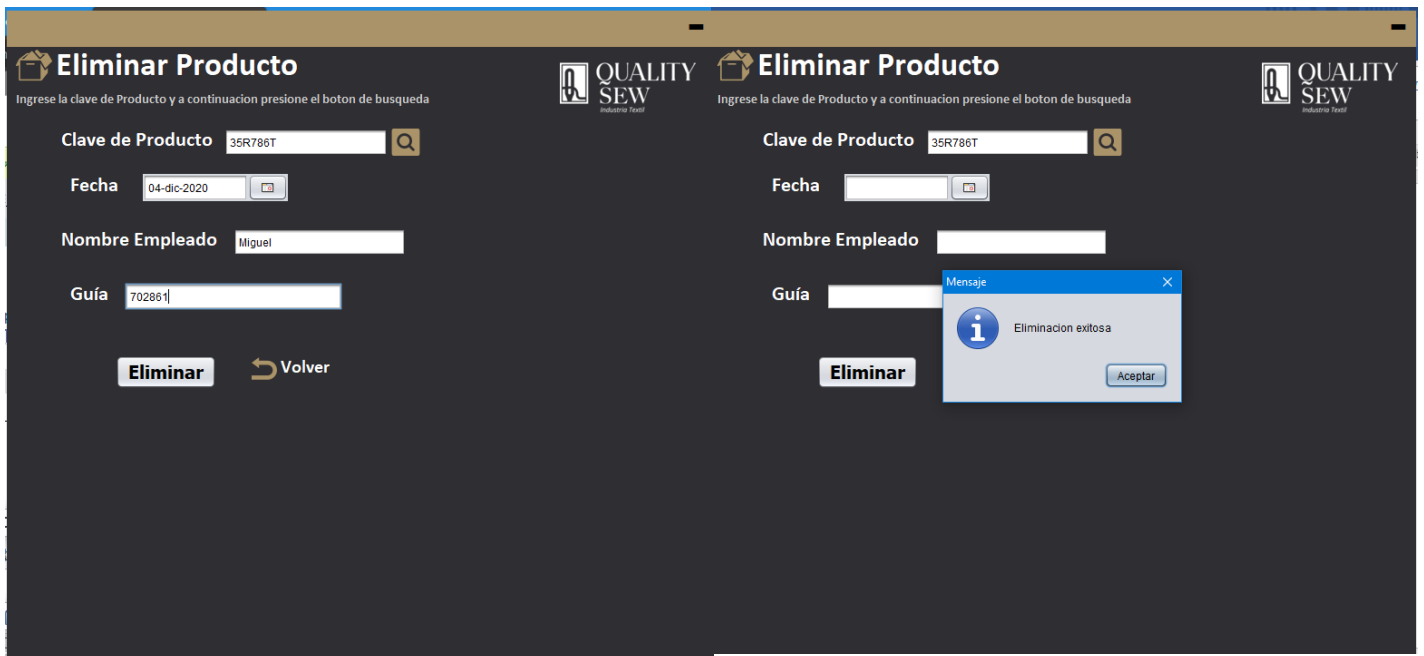 Eliminar Producto
QUALITY
SEW
Industria Textil
Ingrese la clave de Producto y a continuacion presione el boton de busqueda
Clave de Producto 35R786T
Fecha 04-dic-2020
Nombre Empleado Miguel
Guía 702861
Eliminar Volver
Eliminar Producto
QUALITY
SEW
Industria Textil
Ingrese la clave de Producto y a continuacion presione el boton de busqueda
Clave de Producto 35R786T
Fecha
Nombre Empleado
Guía
Mensaje
Eliminacion exitosa
Aceptar
Eliminar